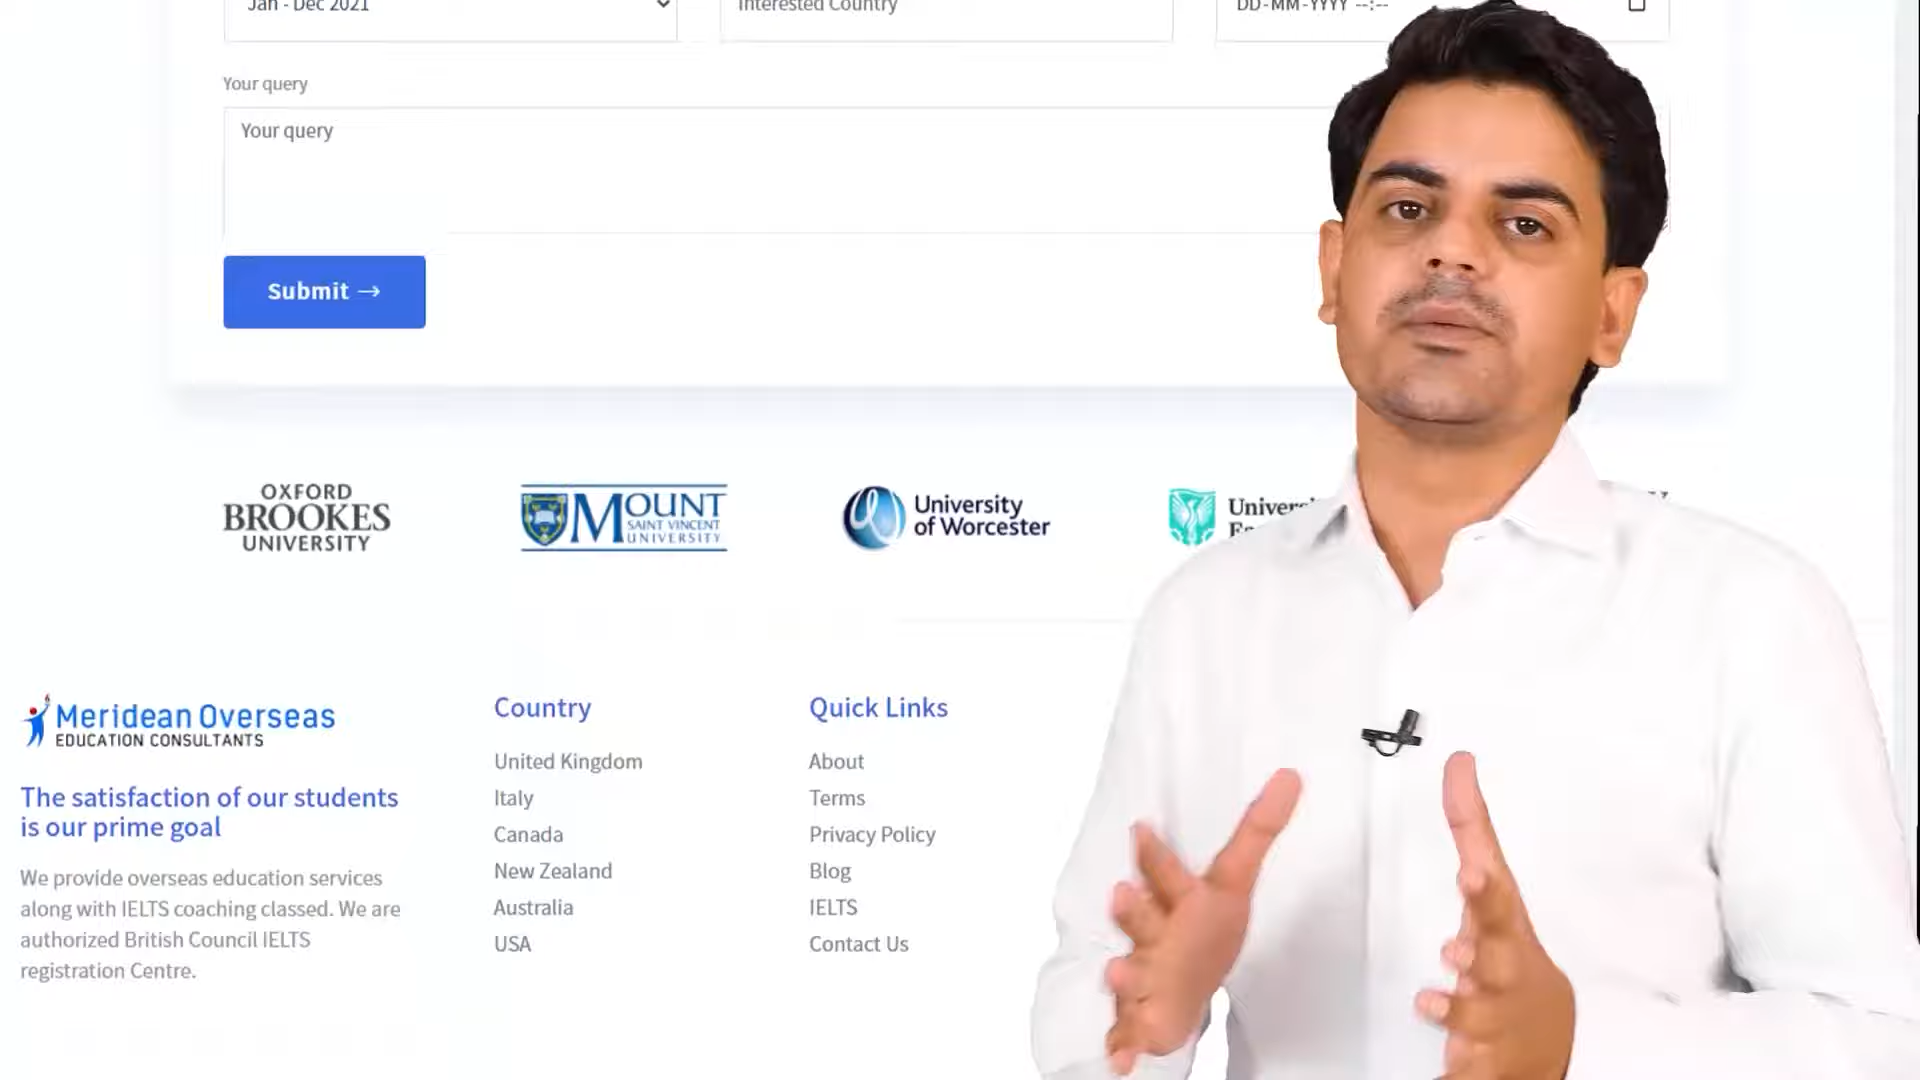 Jan - Dec 2021
Interested Country
DD-MM-YYYY --:--
Your query
Your query
Submit →
OXFORD
BROOKES
UNIVERSITY
MOUNT
SAINT VINCENT
UNIVERSITY
University
of Worcester
Meridean Overseas
EDUCATION CONSULTANTS
The satisfaction of our students
is our prime goal
We provide overseas education services
along with IELTS coaching classed. We are
authorized British Council IELTS
registration Centre.
Country
United Kingdom
Italy
Canada
New Zealand
Australia
USA
Quick Links
About
Terms
Privacy Policy
Blog
IELTS
Contact Us